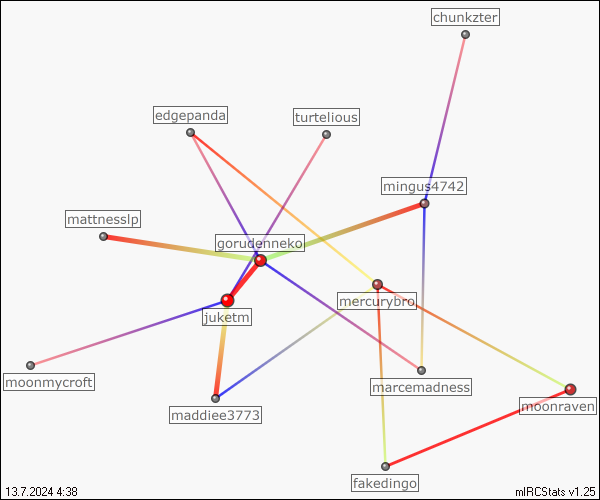 chunkzter
edgepanda
turtelious
mingus4742
mattnesslp
gorudenneko
mercurybro
juketm
moonmycroft
marcemadness
maddiee3773
moonraven
fakedingo
13.7.2024 4:38
mIRCStats v1.25